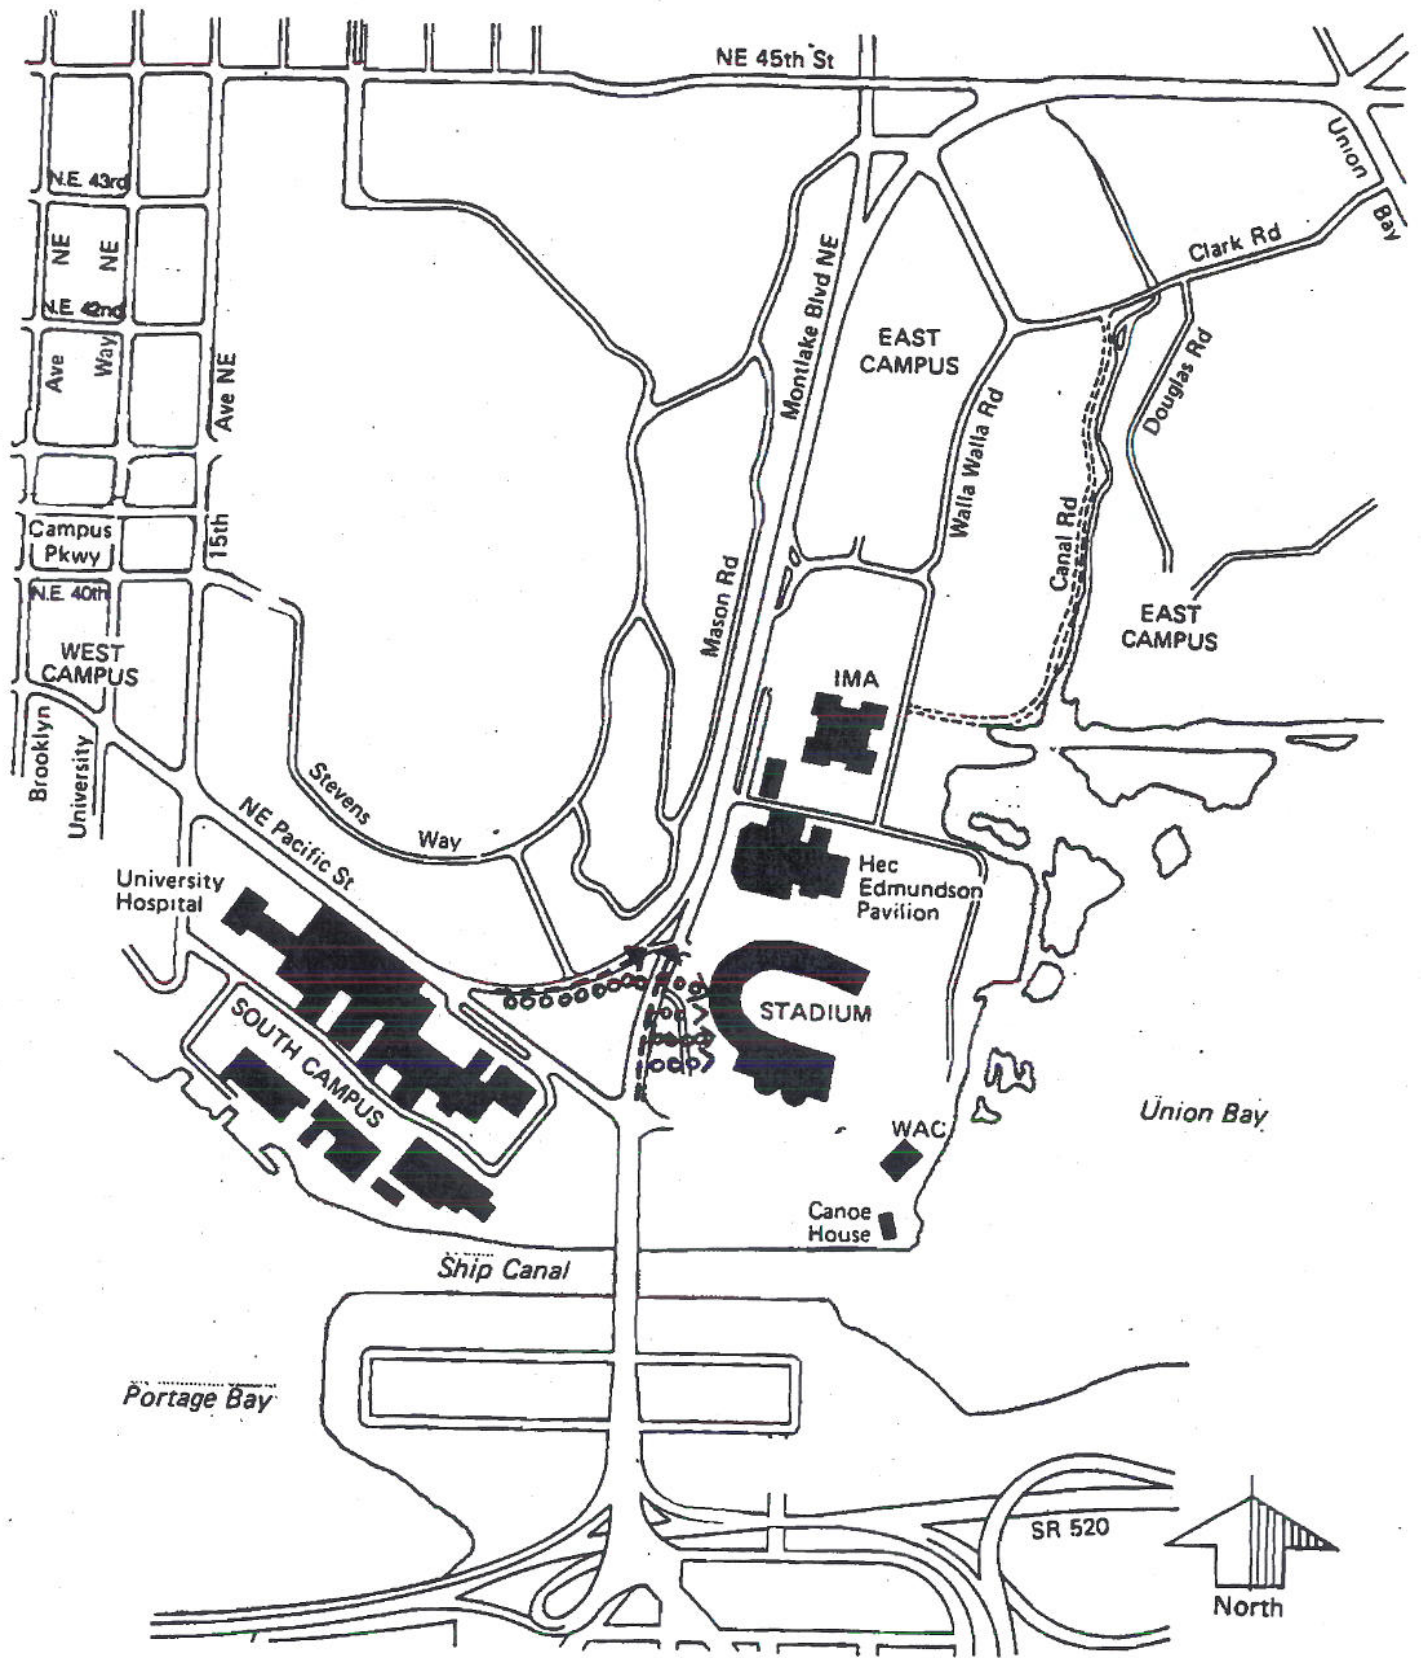 NE 45th St
Union
Bay
N.E. 43rd
NE
NE
N.E. 42nd
Ave
Way
Ave NE
Montlake Blvd NE
EAST
CAMPUS
Clark Rd
Douglas Rd
Walla Walla Rd
Canal Rd
Campus
Pkwy
15th
N.E. 40th
Mason Rd
EAST
CAMPUS
WEST
CAMPUS
IMA
Brooklyn
University
Stevens
Way
NE Pacific St
University
Hospital
Hec
Edmundson
Pavilion
STADIUM
SOUTH CAMPUS
Union Bay
WAC
Canoe
House
Ship Canal
Portage Bay
SR 520
North